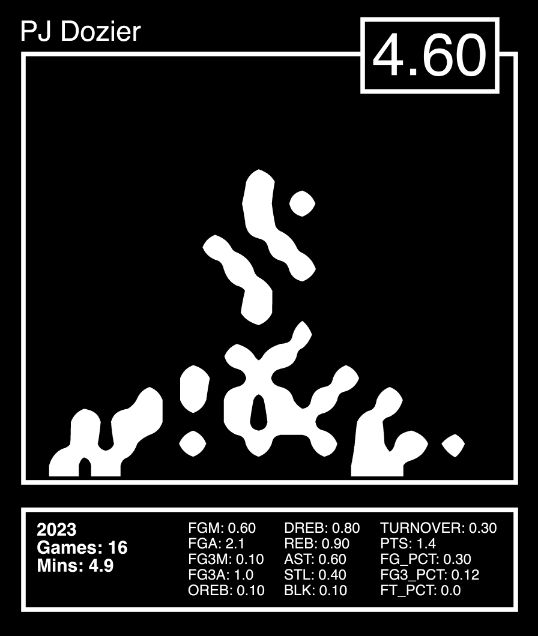 PJ Dozier
4.60
2023
Games: 16
Mins: 4.9
FGM: 0.60
FGA: 2.1
FG3M: 0.10
FG3A: 1.0
OREB: 0.10
DREB: 0.80
REB: 0.90
AST: 0.60
STL: 0.40
BLK: 0.10
TURNOVER: 0.30
PTS: 1.4
FG_PCT: 0.30
FG3_PCT: 0.12
FT_PCT: 0.0